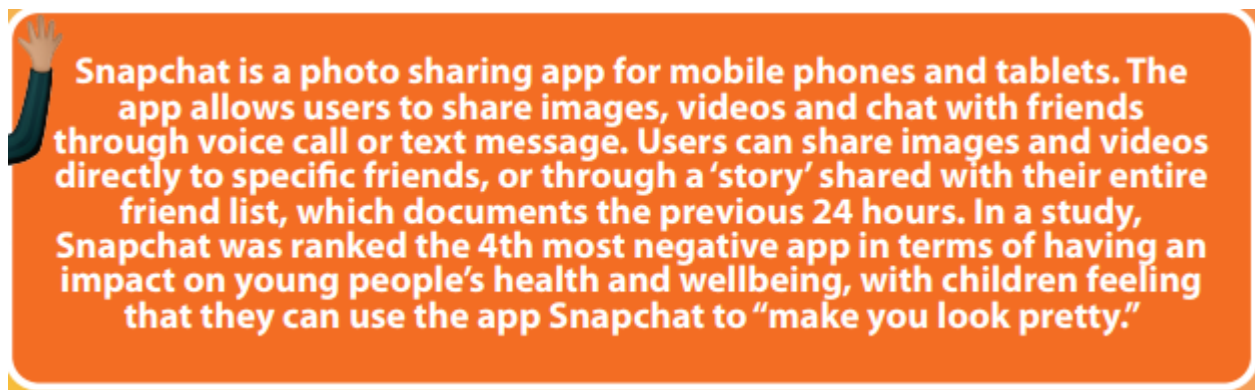 Snapchat is a photo sharing app for mobile phones and tablets. The
app allows users to share images, videos and chat with friends
through voice call or text message. Users can share images and videos
directly to specific friends, or through a ‘story’ shared with their entire
friend list, which documents the previous 24 hours. In a study,
Snapchat was ranked the 4th most negative app in terms of having an
impact on young people’s health and wellbeing, with children feeling
that they can use the app Snapchat to “make you look pretty.”